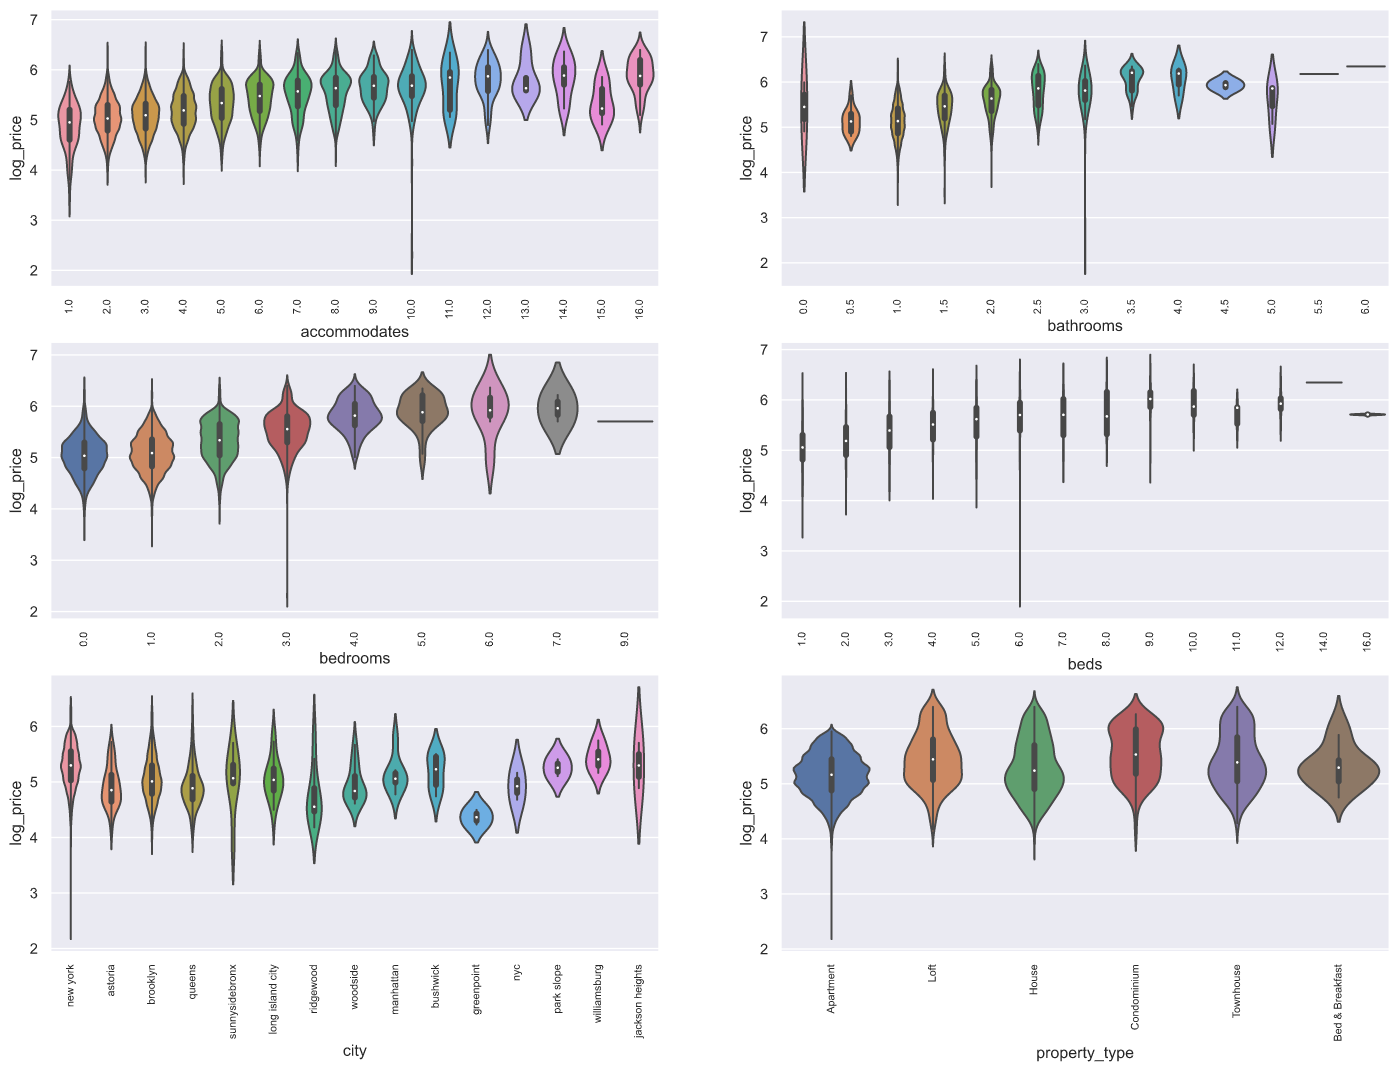 7
6
5
4
3
2
log_price
1.0 2.0 3.0 4.0 5.0 6.0 7.0 8.0 9.0 10.0 11.0 12.0 13.0 14.0 15.0 16.0
accommodates
7
6
5
4
3
2
log_price
0.0 0.5 1.0 1.5 2.0 2.5 3.0 3.5 4.0 4.5 5.0 5.5 6.0
bathrooms
7
6
5
4
3
2
log_price
0.0 1.0 2.0 3.0 4.0 5.0 6.0 7.0 9.0
bedrooms
7
6
5
4
3
2
log_price
1.0 2.0 3.0 4.0 5.0 6.0 7.0 8.0 9.0 10.0 11.0 12.0 14.0 16.0
beds
6
5
4
3
2
log_price
new york
astoria
brooklyn
queens
sunnysidebronx
long island city
ridgewood
woodside
manhattan
bushwick
greenpoint
nyc
park slope
williamsburg
jackson heights
city
6
5
4
3
2
log_price
Apartment
Loft
House
Condominium
Townhouse
Bed & Breakfast
property_type